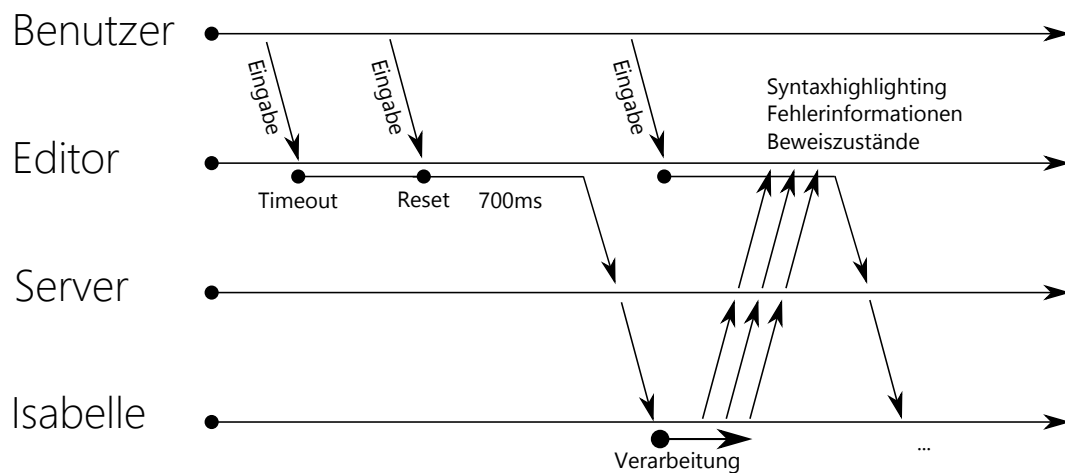 Benutzer
Eingabe
Eingabe
Eingabe
Syntaxhighlighting
Fehlerinformationen
Beweiszustände
Editor
Timeout
Reset
700ms
Server
Isabelle
Verarbeitung
...